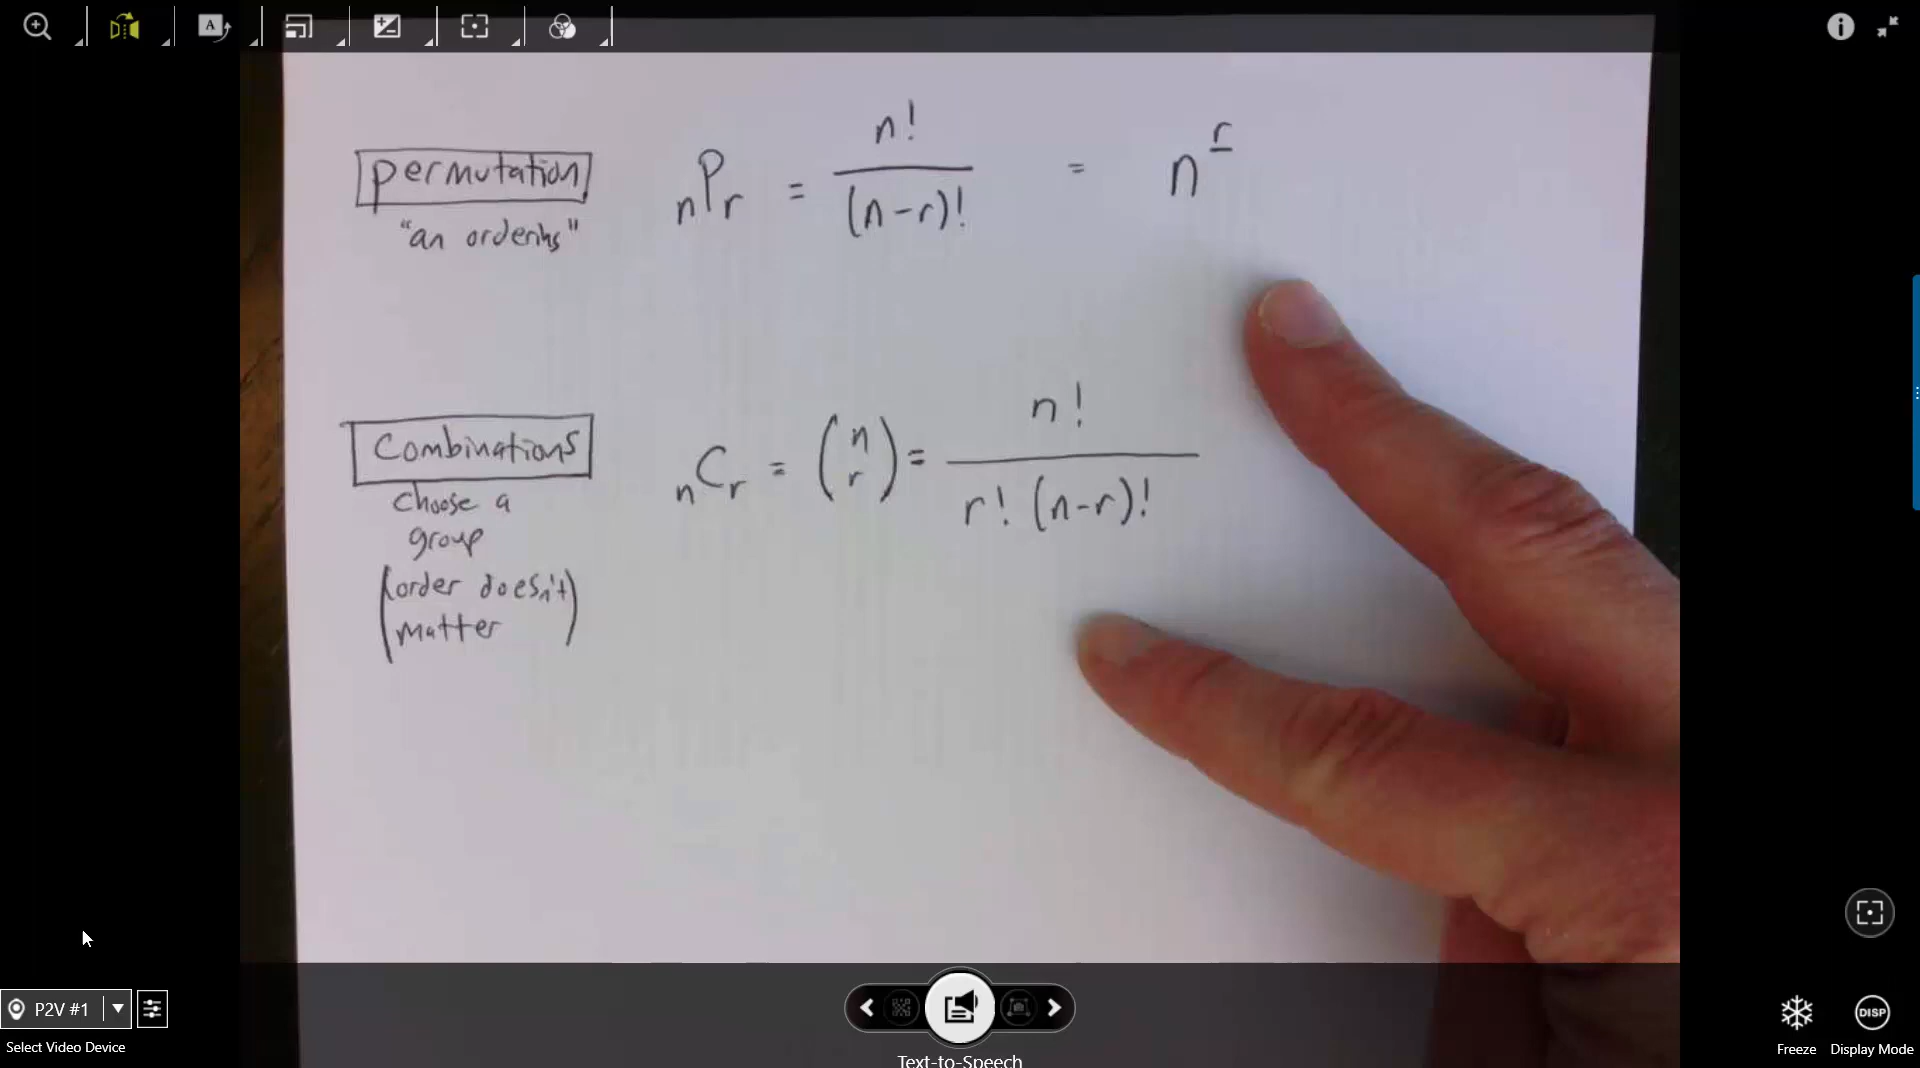 permutation
"an ordering"
nPr = n! / (n-r)! = n^r
Combinations
choose a
group
(order doesn't
matter)
nCr = (n r) = n! / r! (n-r)!
P2V #1
Select Video Device
Text-to-Speech
Freeze
DISP
Display Mode